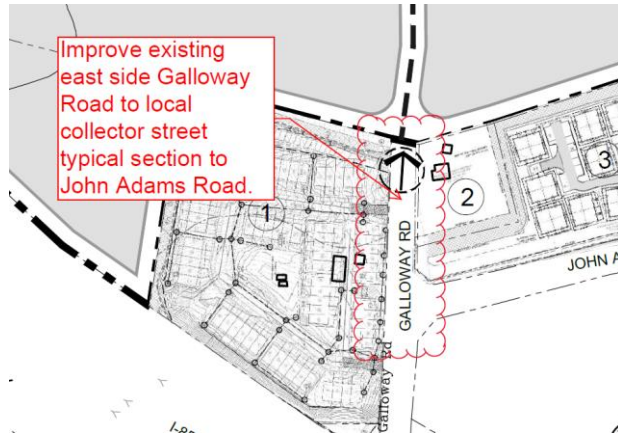 Improve existing
east side Galloway
Road to local
collector street
typical section to
John Adams Road.
1
2
3
GALLOWAY RD
JOHN A
Galloway Rd
I-85